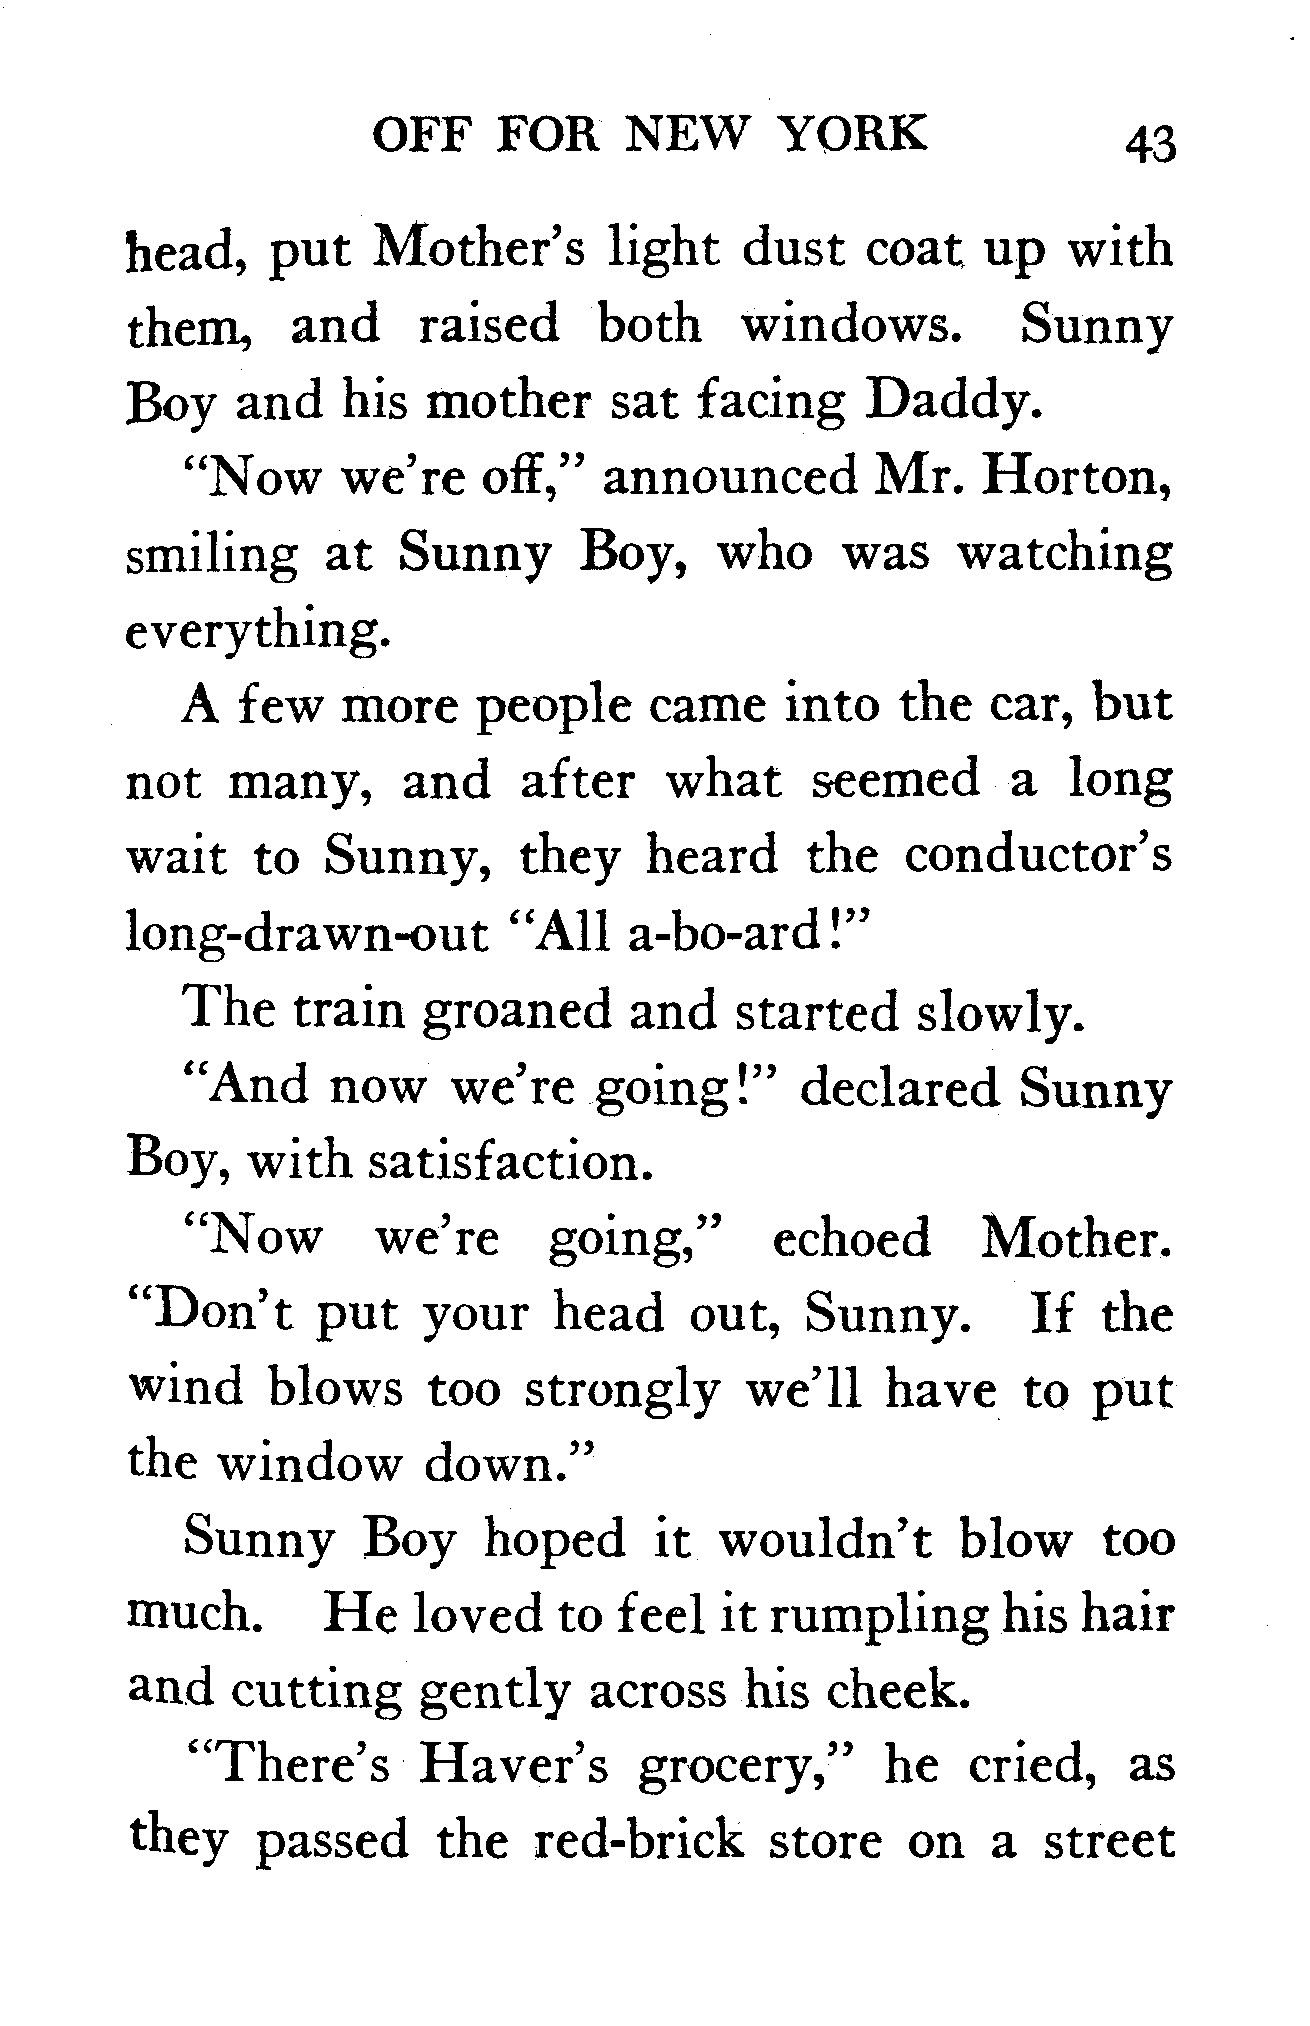 OFF FOR NEW YORK 43
head, put Mother's light dust coat up with
them, and raised both windows. Sunny
Boy and his mother sat facing Daddy.
"Now we're off," announced Mr. Horton,
smiling at Sunny Boy, who was watching
everything.
A few more people came into the car, but
not many, and after what seemed a long
wait to Sunny, they heard the conductor's
long-drawn-out "All a-bo-ard!"
The train groaned and started slowly.
"And now we're going!" declared Sunny
Boy, with satisfaction.
"Now we're going," echoed Mother.
"Don't put your head out, Sunny. If the
wind blows too strongly we'll have to put
the window down."
Sunny Boy hoped it wouldn't blow too
much. He loved to feel it rumpling his hair
and cutting gently across his cheek.
"There's Haver's grocery," he cried, as
they passed the red-brick store on a street